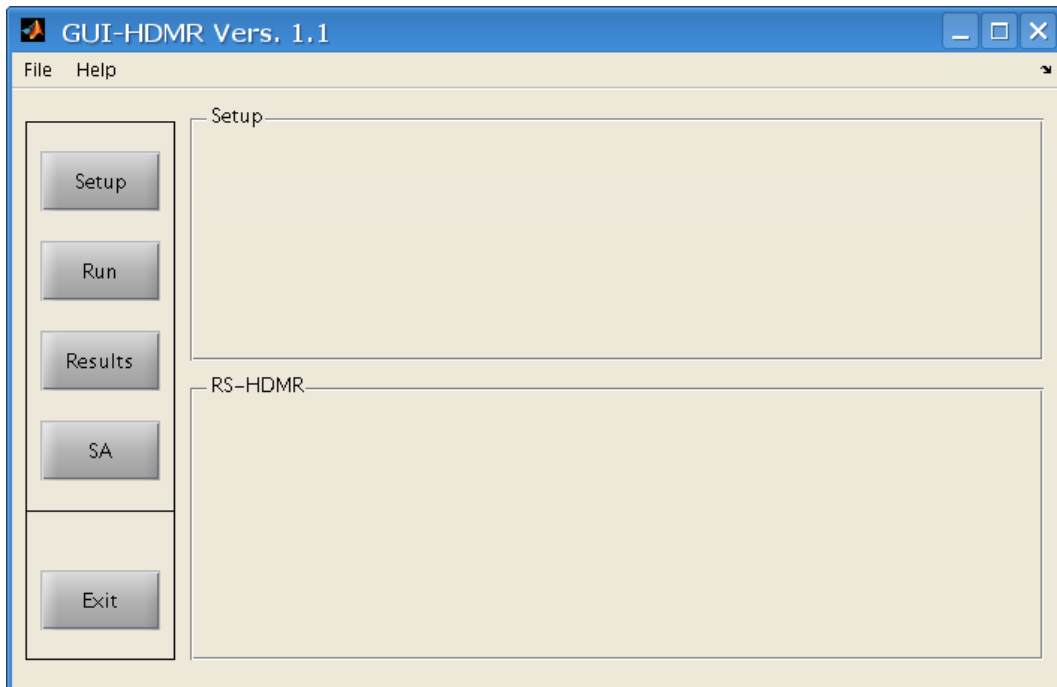 GUI-HDMR Vers. 1.1
File Help
Setup
Run
Results
SA
Exit
Setup
RS-HDMR